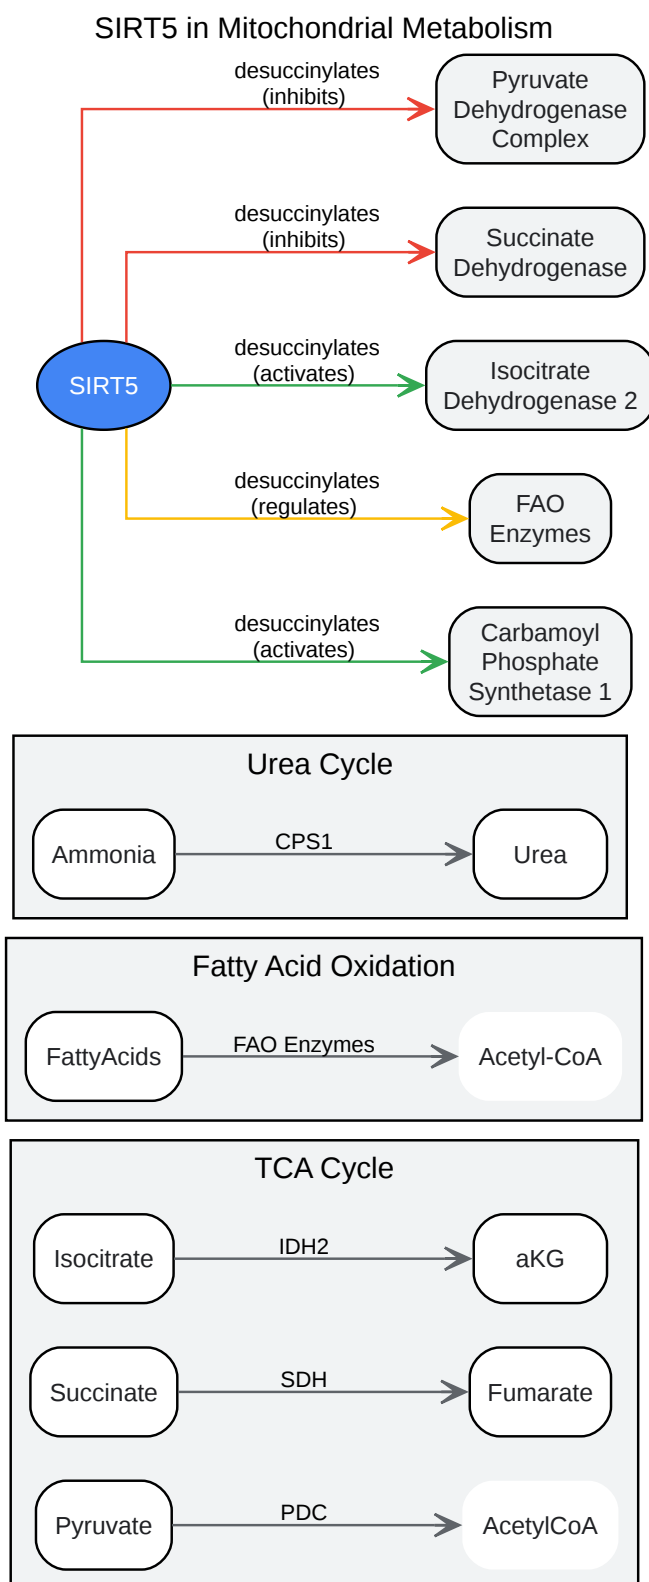 SIRT5 in Mitochondrial Metabolism
desuccinylates
(inhibits)
Pyruvate
Dehydrogenase
Complex
desuccinylates
(inhibits)
Succinate
Dehydrogenase
SIRT5
desuccinylates
(activates)
Isocitrate
Dehydrogenase 2
desuccinylates
(regulates)
FAO
Enzymes
desuccinylates
(activates)
Carbamoyl
Phosphate
Synthetase 1
Urea Cycle
Ammonia
CPS1
Urea
Fatty Acid Oxidation
FattyAcids
FAO Enzymes
Acetyl-CoA
TCA Cycle
Isocitrate
IDH2
aKG
Succinate
SDH
Fumarate
Pyruvate
PDC
AcetylCoA